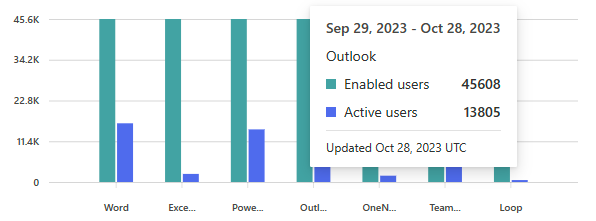 45.6K
34.2K
22.8K
11.4K
0
Sep 29, 2023 - Oct 28, 2023
Outlook
Enabled users 45608
Active users 13805
Updated Oct 28, 2023 UTC
Word Exce... Powe... Outl... OneN... Team... Loop